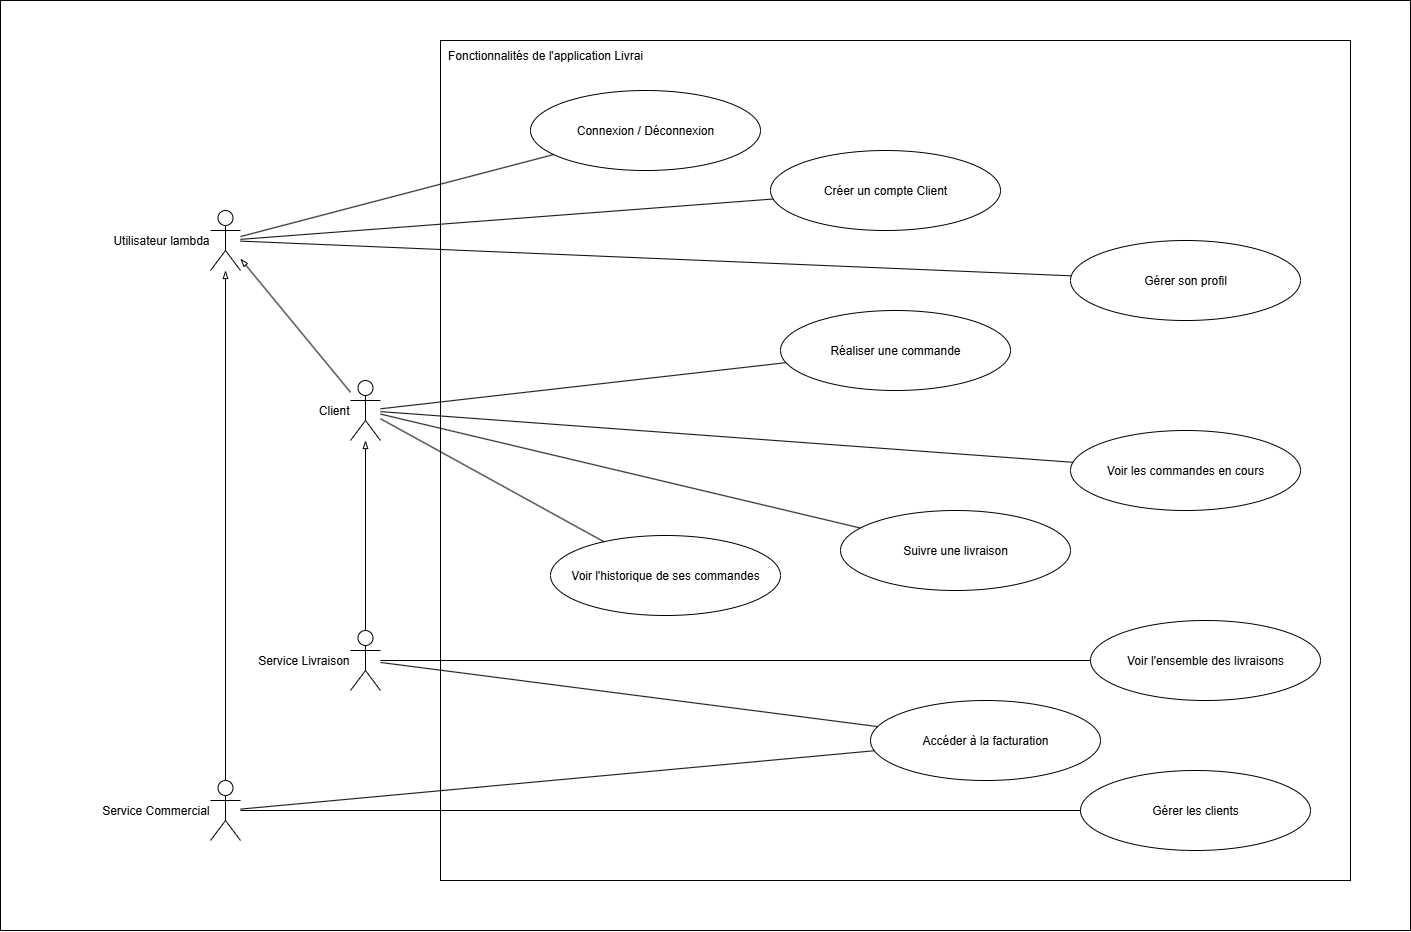 Fonctionnalités de l'application Livrai
Connexion / Déconnexion
Créer un compte Client
Utilisateur lambda
Gérer son profil
Réaliser une commande
Client
Voir les commandes en cours
Suivre une livraison
Voir l'historique de ses commandes
Service Livraison
Voir l'ensemble des livraisons
Accéder à la facturation
Service Commercial
Gérer les clients